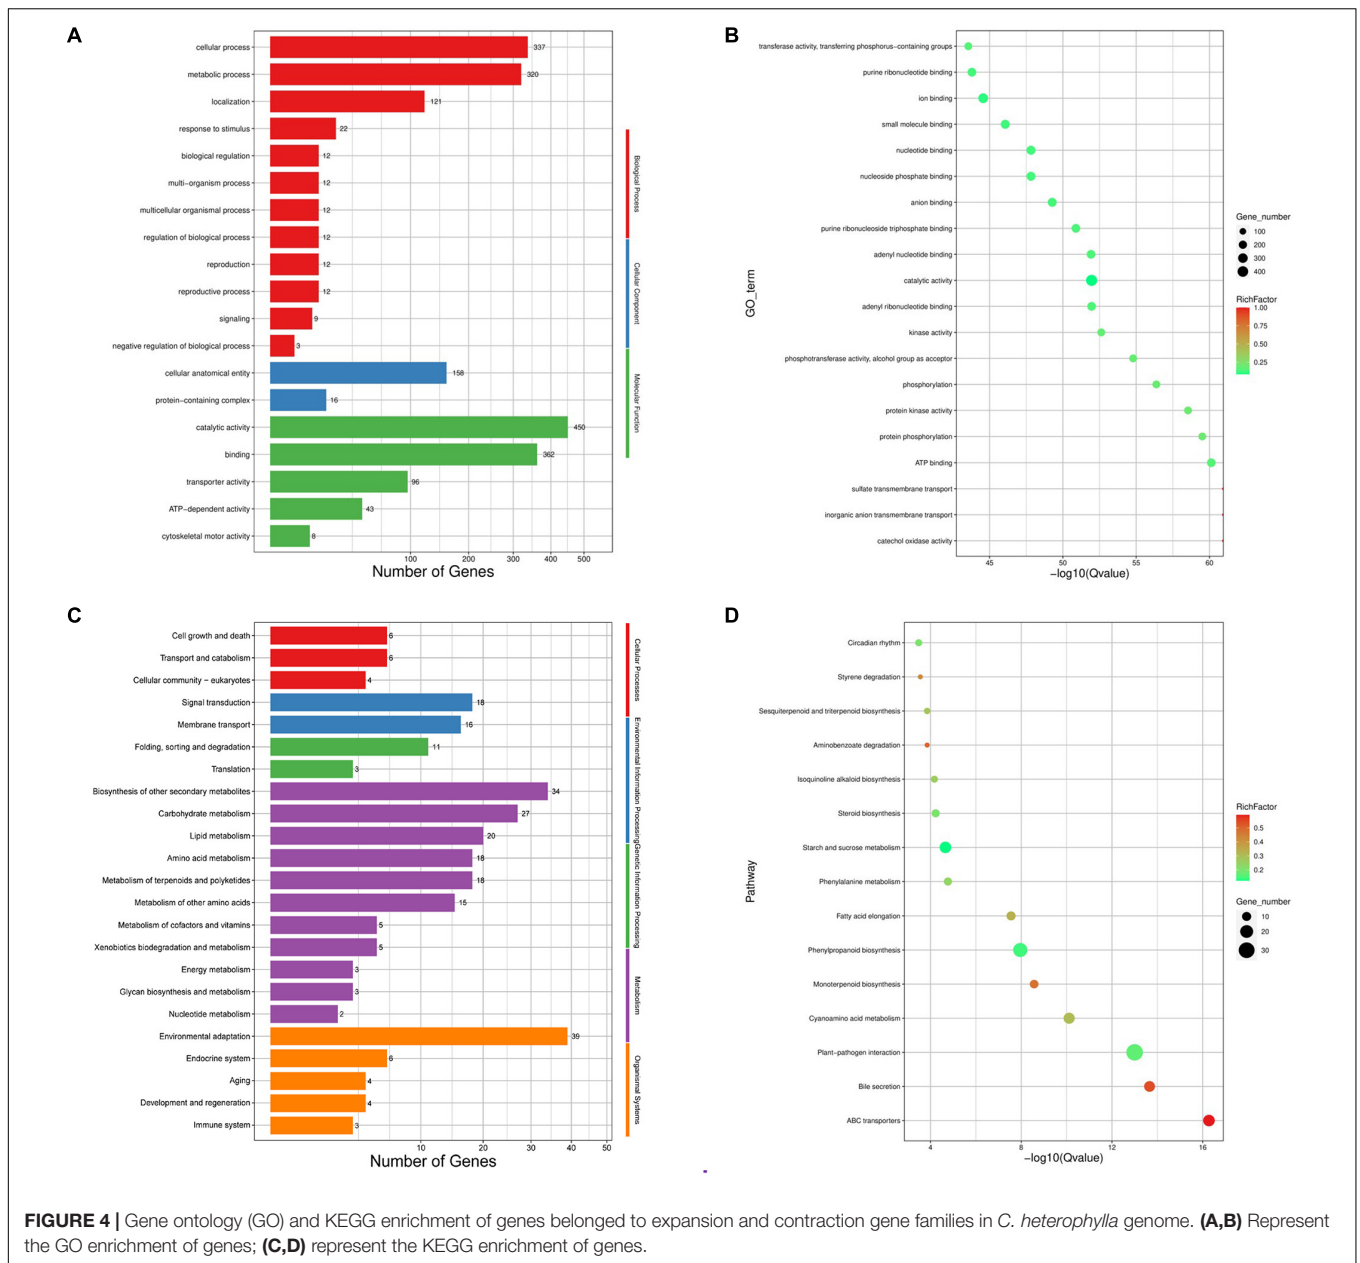 A
cellular process
337
metabolic process
320
localization
121
response to stimulus
22
biological regulation
12
multi−organism process
12
multicellular organismal process
12
regulation of biological process
12
reproduction
12
reproductive process
12
signaling
9
negative regulation of biological process
3
cellular anatomical entity
158
protein−containing complex
16
catalytic activity
450
binding
362
transporter activity
96
ATP−dependent activity
43
cytoskeletal motor activity
8
100 200 300 400 500
Number of Genes
Biological Process
Cellular Component
Molecular Function
B
GO_term
transferase activity, transferring phosphorus−containing groups
purine ribonucleotide binding
ion binding
small molecule binding
nucleotide binding
nucleoside phosphate binding
anion binding
purine ribonucleoside triphosphate binding
adenyl nucleotide binding
catalytic activity
adenyl ribonucleotide binding
kinase activity
phosphotransferase activity, alcohol group as acceptor
phosphorylation
protein kinase activity
protein phosphorylation
ATP binding
sulfate transmembrane transport
inorganic anion transmembrane transport
catechol oxidase activity
45 50 55 60
−log10(Qvalue)
Gene_number
100
200
300
400
RichFactor
1.00
0.75
0.50
0.25
C
Cell growth and death
6
Transport and catabolism
6
Cellular community − eukaryotes
4
Signal transduction
18
Membrane transport
16
Folding, sorting and degradation
11
Translation
3
Biosynthesis of other secondary metabolites
34
Carbohydrate metabolism
27
Lipid metabolism
20
Amino acid metabolism
18
Metabolism of terpenoids and polyketides
18
Metabolism of other amino acids
15
Metabolism of cofactors and vitamins
5
Xenobiotics biodegradation and metabolism
5
Energy metabolism
3
Glycan biosynthesis and metabolism
3
Nucleotide metabolism
2
Environmental adaptation
39
Endocrine system
6
Aging
4
Development and regeneration
4
Immune system
3
10 20 30 40 50
Number of Genes
Cellular Processes
Environmental Information Processing
Genetic Information Processing
Metabolism
Organismal Systems
D
Pathway
Circadian rhythm
Styrene degradation
Sesquiterpenoid and triterpenoid biosynthesis
Aminobenzoate degradation
Isoquinoline alkaloid biosynthesis
Steroid biosynthesis
Starch and sucrose metabolism
Phenylalanine metabolism
Fatty acid elongation
Phenylpropanoid biosynthesis
Monoterpenoid biosynthesis
Cyanoamino acid metabolism
Plant−pathogen interaction
Bile secretion
ABC transporters
4 8 12 16
−log10(Qvalue)
RichFactor
0.5
0.4
0.3
0.2
Gene_number
10
20
30
FIGURE 4 | Gene ontology (GO) and KEGG enrichment of genes belonged to expansion and contraction gene families in C. heterophylla genome. (A,B) Represent
the GO enrichment of genes; (C,D) represent the KEGG enrichment of genes.